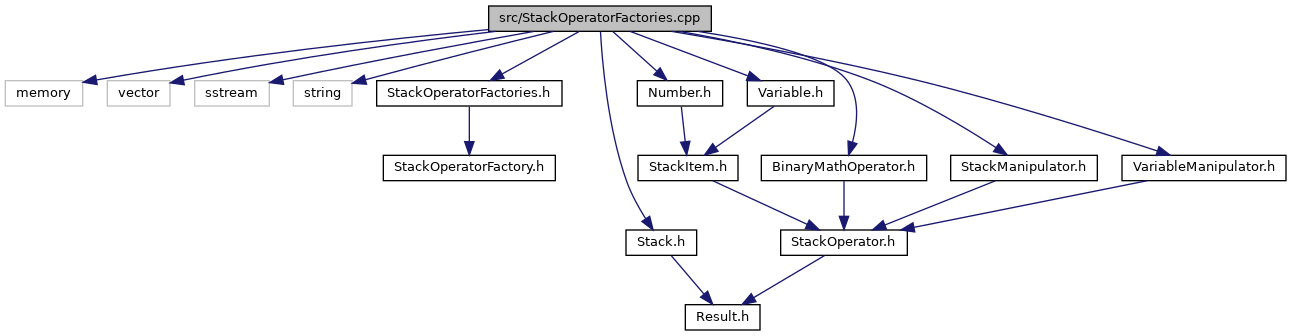 src/StackOperatorFactories.cpp
memory
vector
sstream
string
StackOperatorFactories.h
Number.h
Variable.h
StackOperatorFactory.h
StackItem.h
BinaryMathOperator.h
StackManipulator.h
VariableManipulator.h
Stack.h
StackOperator.h
Result.h